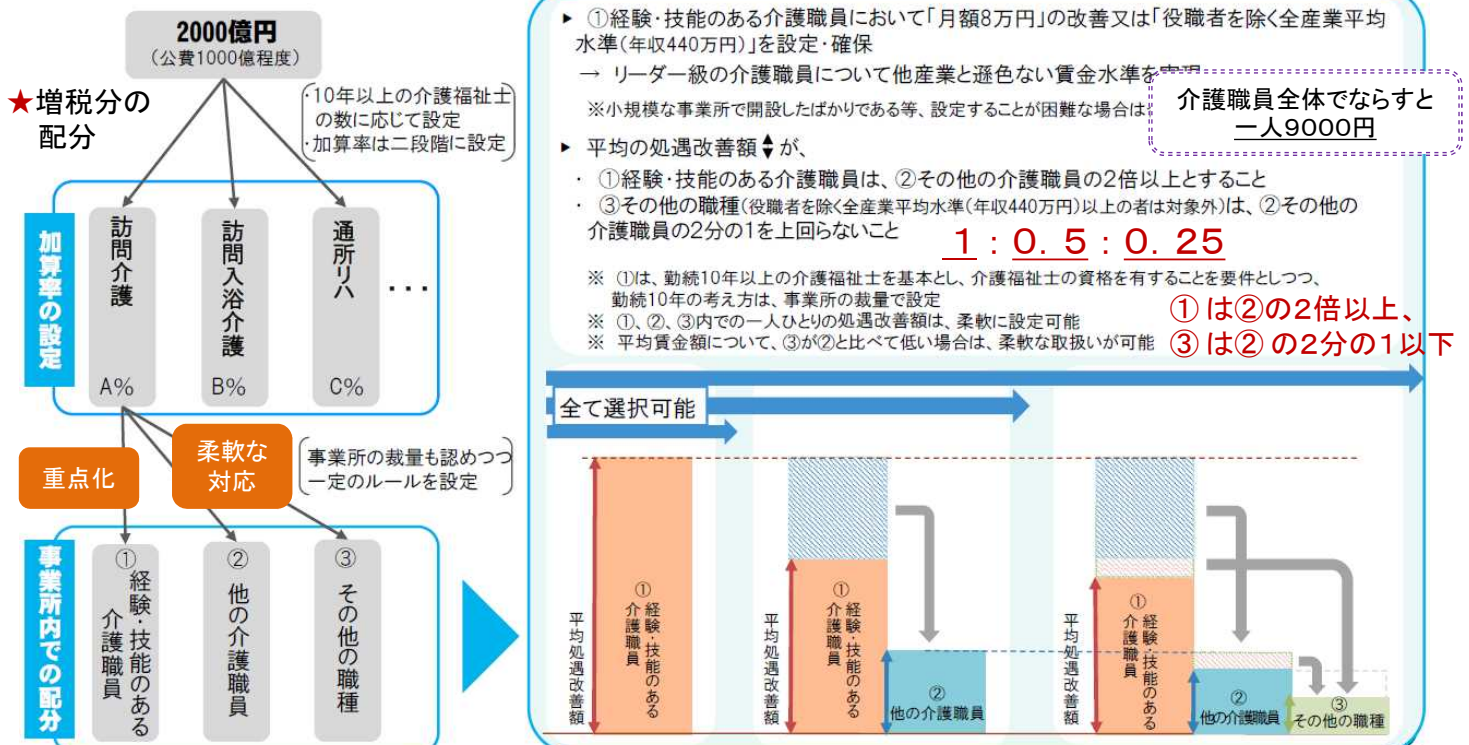 2000億円
(公費1000億程度)
★増税分の
配分
・10年以上の介護福祉士
の数に応じて設定
・加算率は二段階に設定
加算率の設定
訪問介護
A%
訪問入浴介護
B%
通所リハ
C%
・・・
重点化
柔軟な
対応
事業所の裁量も認めつつ
一定のルールを設定
事業所内での配分
①
経験・技能のある
介護職員
②
他の介護職員
③
その他の職種
▶ ①経験・技能のある介護職員において「月額8万円」の改善又は「役職者を除く全産業平均
水準(年収440万円)」を設定・確保
→ リーダー級の介護職員について他産業と遜色ない賃金水準を実現
※小規模な事業所で開設したばかりである等、設定することが困難な場合は
介護職員全体でならすと
一人9000円
▶ 平均の処遇改善額が、
・ ①経験・技能のある介護職員は、②その他の介護職員の2倍以上とすること
・ ③その他の職種(役職者を除く全産業平均水準(年収440万円)以上の者は対象外)は、②その他の
介護職員の2分の1を上回らないこと
1:0.5:0.25
※ ①は、勤続10年以上の介護福祉士を基本とし、介護福祉士の資格を有することを要件としつつ、
勤続10年の考え方は、事業所の裁量で設定
※ ①、②、③内での一人ひとりの処遇改善額は、柔軟に設定可能
※ 平均賃金額について、③が②と比べて低い場合は、柔軟な取扱いが可能
①は②の2倍以上、
③は②の2分の1以下
全て選択可能
平均処遇改善額
①
経験・技能のある
介護職員
平均処遇改善額
①
経験・技能のある
介護職員
②
他の介護職員
平均処遇改善額
①
経験・技能のある
介護職員
②
他の介護職員
③
その他の職種